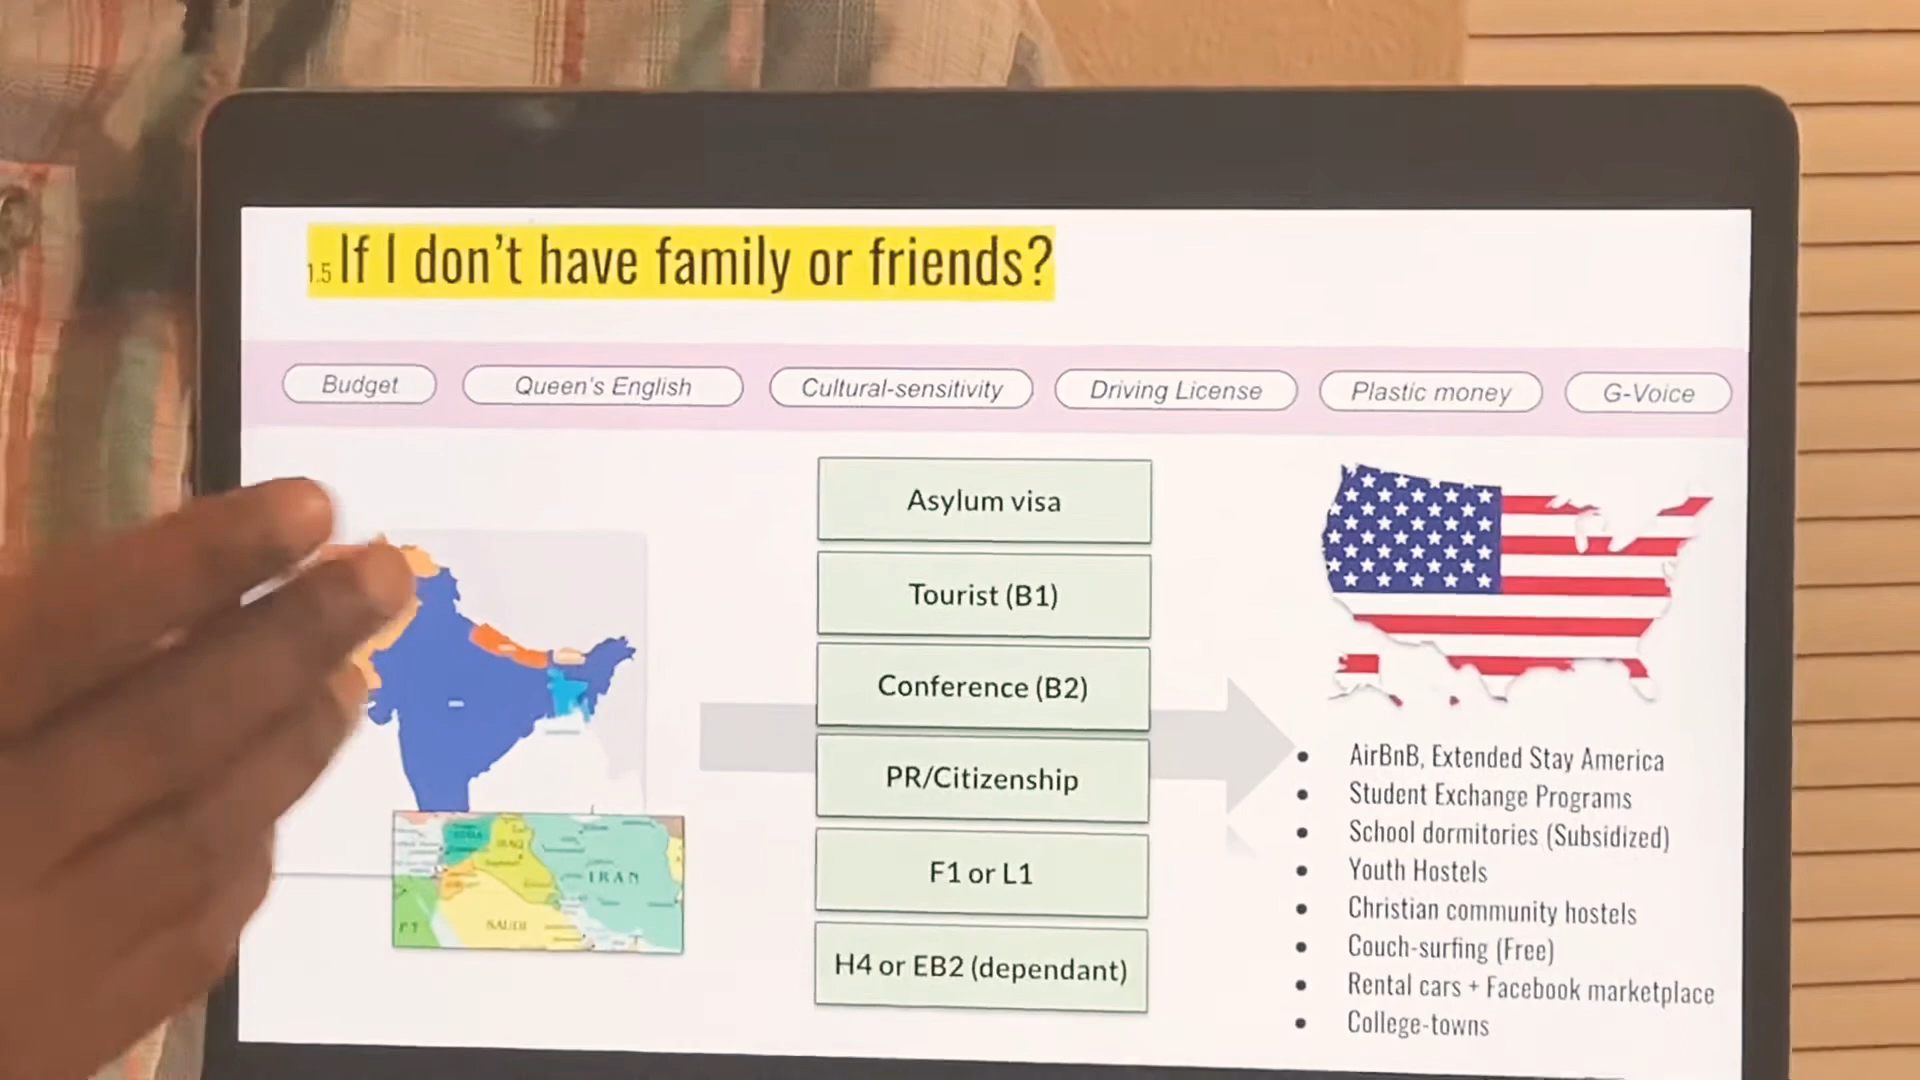 1.5 If I don't have family or friends?
Budget
Queen's English
Cultural-sensitivity
Driving License
Plastic money
G-Voice
Asylum visa
Tourist (B1)
Conference (B2)
PR/Citizenship
F1 or L1
H4 or EB2 (dependant)
IRAQ
IRAN
SAUDI
• AirBnB, Extended Stay America
• Student Exchange Programs
• School dormitories (Subsidized)
• Youth Hostels
• Christian community hostels
• Couch-surfing (Free)
• Rental cars + Facebook marketplace
• College-towns